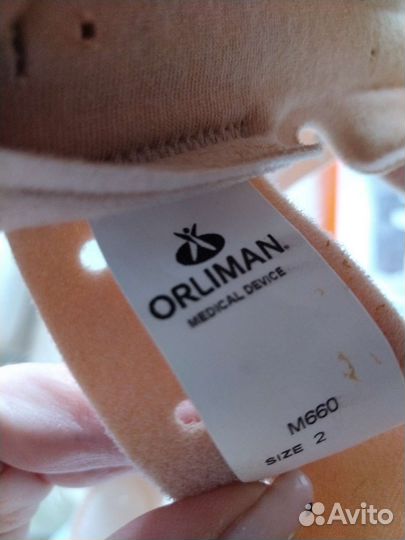 ORLIMAN®
MEDICAL DEVICE
M660
SIZE 2
Avito